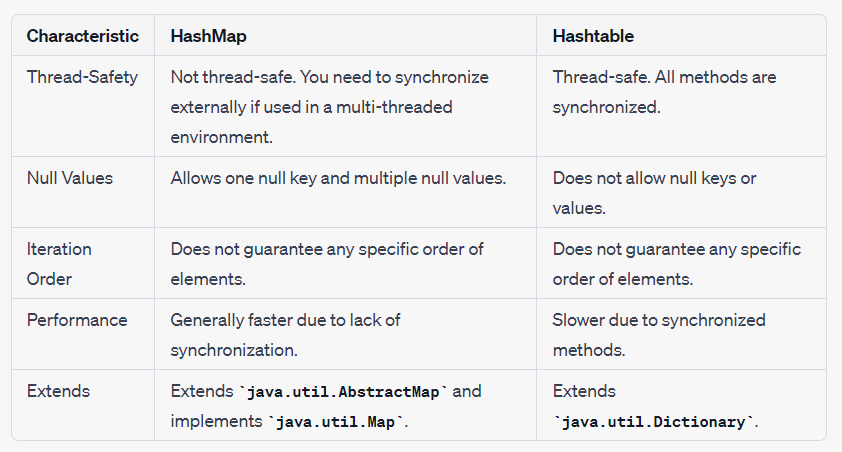 Characteristic HashMap Hashtable
Thread-Safety
Not thread-safe. You need to synchronize
externally if used in a multi-threaded
environment.
Thread-safe. All methods are
synchronized.
Null Values
Allows one null key and multiple null values.
Does not allow null keys or
values.
Iteration
Order
Does not guarantee any specific order of
elements.
Does not guarantee any specific
order of elements.
Performance
Generally faster due to lack of
synchronization.
Slower due to synchronized
methods.
Extends
Extends `java.util.AbstractMap` and
implements `java.util.Map`.
Extends
`java.util.Dictionary`.